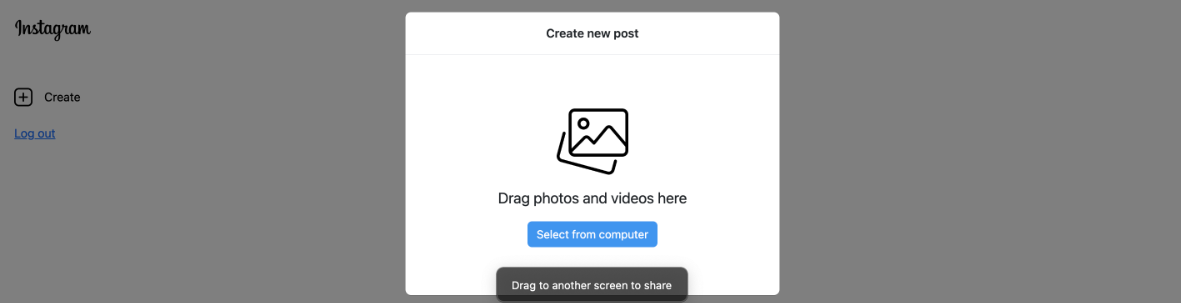 Instagram
Create new post
Create
Log out
Drag photos and videos here
Select from computer
Drag to another screen to share